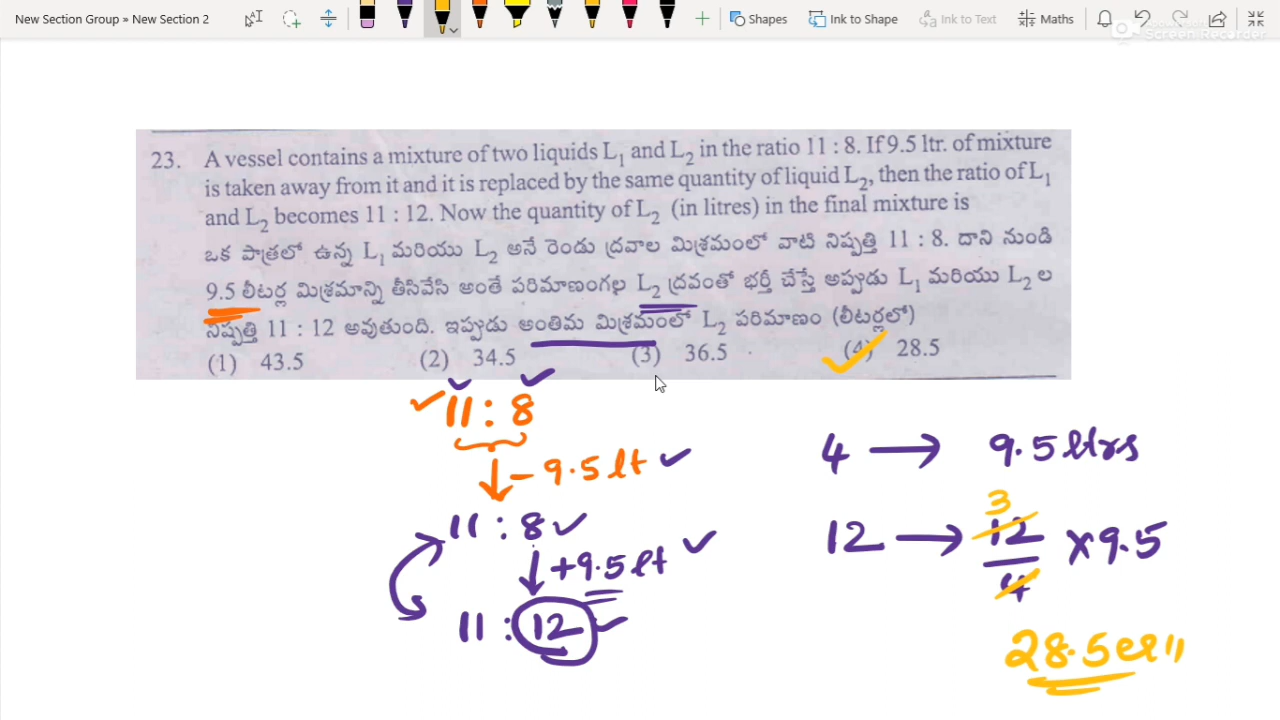 New Section Group » New Section 2
Shapes Ink to Shape Ink to Text Maths
Screen Recorder
23. A vessel contains a mixture of two liquids L₁ and L₂ in the ratio 11 : 8. If 9.5 ltr. of mixture
is taken away from it and it is replaced by the same quantity of liquid L₂, then the ratio of L₁
and L₂ becomes 11 : 12. Now the quantity of L₂ (in litres) in the final mixture is
ఒక పాత్రలో ఉన్న L₁ మరియు L₂ అనే రెండు ద్రవాల మిశ్రమంలో వాటి నిష్పత్తి 11 : 8. దాని నుండి
9.5 లీటర్ల మిశ్రమాన్ని తీసివేసి అంతే పరిమాణంగల్గ L₂ ద్రవంతో భర్తీ చేస్తే అప్పుడు L₁ మరియు L₂ ల
నిష్పత్తి 11 : 12 అవుతుంది. ఇప్పుడు అంతిమ మిశ్రమంలో L₂ పరిమాణం (లీటర్లలో)
(1) 43.5 (2) 34.5 (3) 36.5 (4) 28.5
11 : 8
- 9.5 lt
11 : 8
+9.5 lt
11 : 12
4 → 9.5 ltrs
3
12 → 12/4 × 9.5
28.5